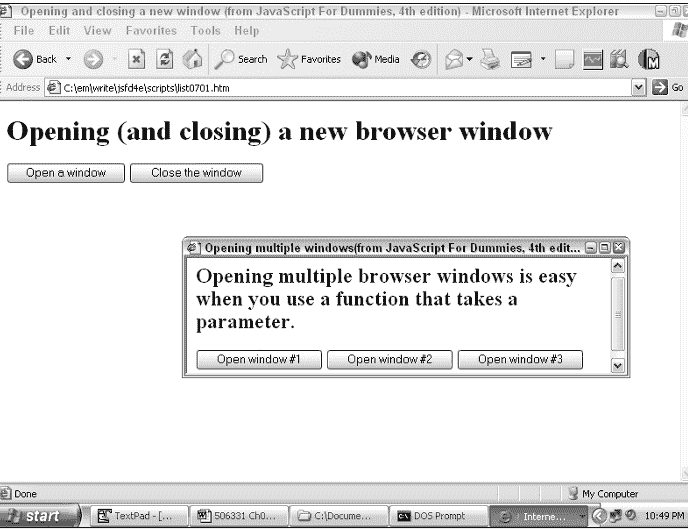 Opening and closing a new window (from JavaScript For Dummies, 4th edition) - Microsoft Internet Explorer
File Edit View Favorites Tools Help
Back Search Favorites Media
Address C:\em\write\jsfd4e\scripts\list0701.htm Go
Opening (and closing) a new browser window
Open a window Close the window
Opening multiple windows(from JavaScript For Dummies, 4th edit...
Opening multiple browser windows is easy
when you use a function that takes a
parameter.
Open window #1 Open window #2 Open window #3
Done My Computer
start TextPad - [... 506331 Ch0... C:\Docume... DOS Prompt Interne... 10:49 PM